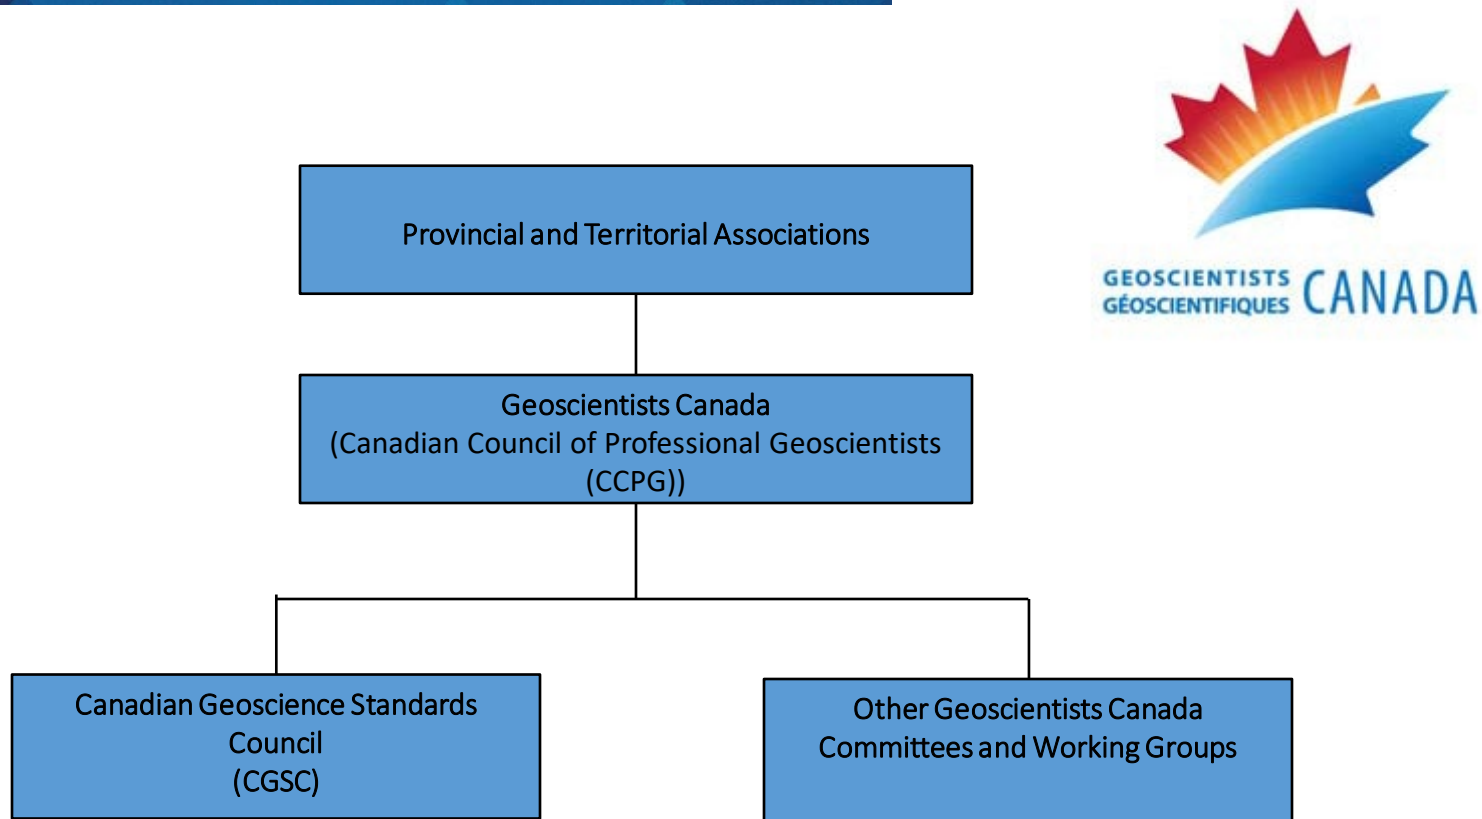 Provincial and Territorial Associations
GEOSCIENTISTS
GÉOSCIENTIFIQUES
CANADA
Geoscientists Canada
(Canadian Council of Professional Geoscientists
(CCPG))
Canadian Geoscience Standards
Council
(CGSC)
Other Geoscientists Canada
Committees and Working Groups